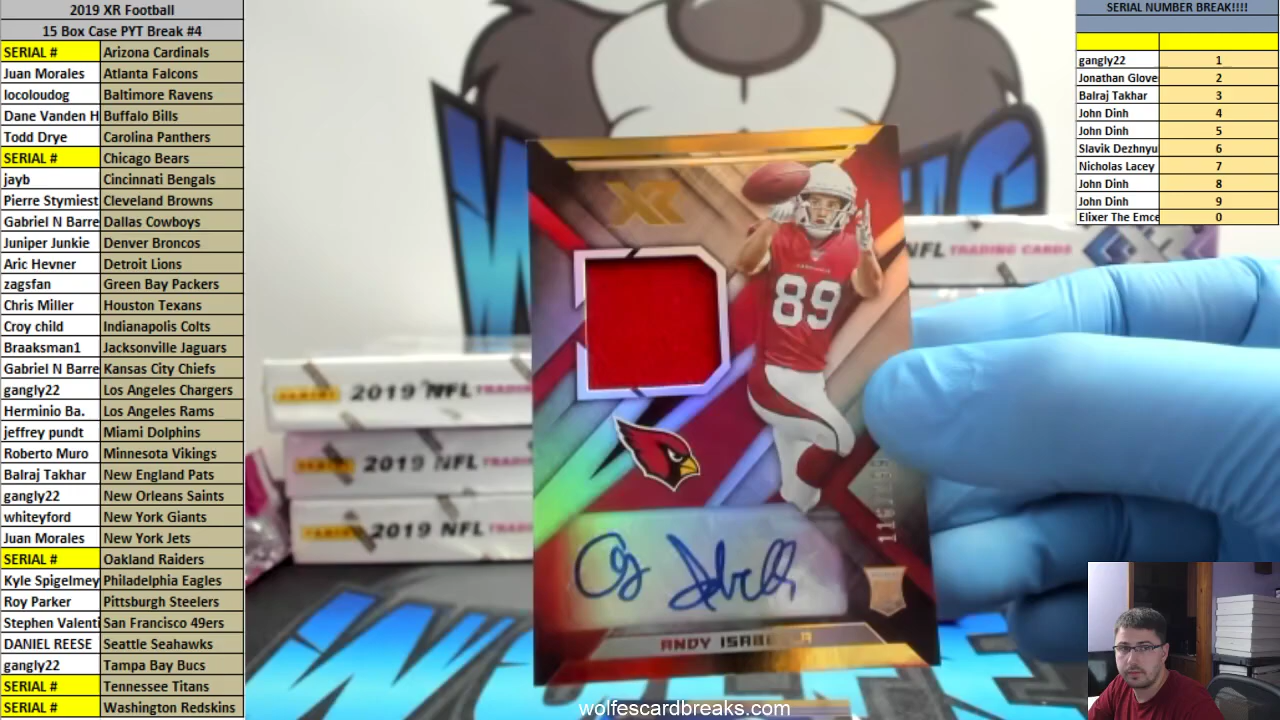 2019 XR Football
15 Box Case PYT Break #4
SERIAL # Arizona Cardinals
Juan Morales Atlanta Falcons
locoloudog Baltimore Ravens
Dane Vanden H Buffalo Bills
Todd Drye Carolina Panthers
SERIAL # Chicago Bears
jayb Cincinnati Bengals
Pierre Stymiest Cleveland Browns
Gabriel N Barre Dallas Cowboys
Juniper Junkie Denver Broncos
Aric Hevner Detroit Lions
zagsfan Green Bay Packers
Chris Miller Houston Texans
Croy child Indianapolis Colts
Braaksman1 Jacksonville Jaguars
Gabriel N Barre Kansas City Chiefs
gangly22 Los Angeles Chargers
Herminio Ba. Los Angeles Rams
jeffrey pundt Miami Dolphins
Roberto Muro Minnesota Vikings
Balraj Takhar New England Pats
gangly22 New Orleans Saints
whiteyford New York Giants
Juan Morales New York Jets
SERIAL # Oakland Raiders
Kyle Spigelmey Philadelphia Eagles
Roy Parker Pittsburgh Steelers
Stephen Valenti San Francisco 49ers
DANIEL REESE Seattle Seahawks
gangly22 Tampa Bay Bucs
SERIAL # Tennessee Titans
SERIAL # Washington Redskins
SERIAL NUMBER BREAK!!!!
gangly22 1
Jonathan Glove 2
Balraj Takhar 3
John Dinh 4
John Dinh 5
Slavik Dezhnyu 6
Nicholas Lacey 7
John Dinh 8
John Dinh 9
Elixer The Emce 0
XR
CARDINALS
89
NFL TRADING CARDS
PANINI 2019 NFL TRADING
PANINI 2019 NFL TRADI
PANINI 2019 NFL TRADI
wolfescardbreaks.com